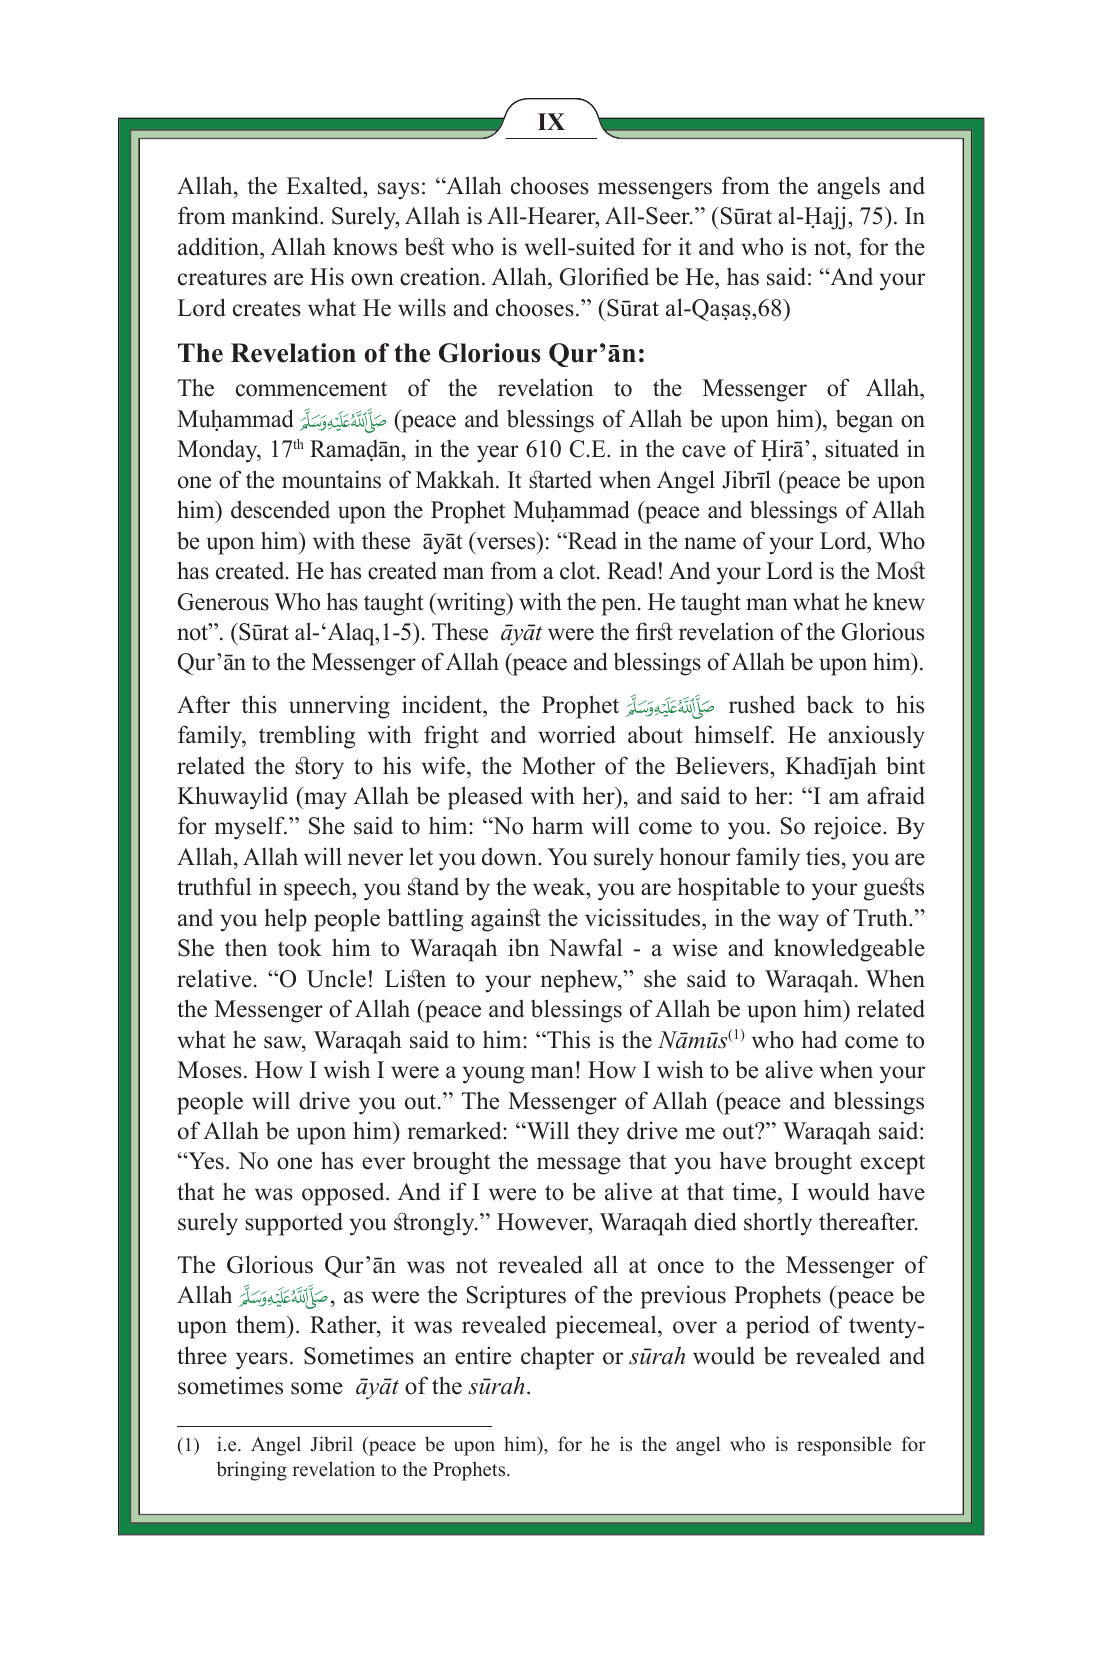 IX
Allah, the Exalted, says: “Allah chooses messengers from the angels and
from mankind. Surely, Allah is All-Hearer, All-Seer.” (Sūrat al-Ḥajj, 75). In
addition, Allah knows best who is well-suited for it and who is not, for the
creatures are His own creation. Allah, Glorified be He, has said: “And your
Lord creates what He wills and chooses.” (Sūrat al-Qaṣaṣ,68)
The Revelation of the Glorious Qur’ān:
The commencement of the revelation to the Messenger of Allah,
Muḥammad صَلَّى اللَّهُ عَلَيْهِ وَسَلَّمَ (peace and blessings of Allah be upon him), began on
Monday, 17th Ramaḍān, in the year 610 C.E. in the cave of Ḥirā’, situated in
one of the mountains of Makkah. It started when Angel Jibrīl (peace be upon
him) descended upon the Prophet Muḥammad (peace and blessings of Allah
be upon him) with these āyāt (verses): “Read in the name of your Lord, Who
has created. He has created man from a clot. Read! And your Lord is the Most
Generous Who has taught (writing) with the pen. He taught man what he knew
not”. (Sūrat al-‘Alaq,1-5). These āyāt were the first revelation of the Glorious
Qur’ān to the Messenger of Allah (peace and blessings of Allah be upon him).
After this unnerving incident, the Prophet صَلَّى اللَّهُ عَلَيْهِ وَسَلَّمَ rushed back to his
family, trembling with fright and worried about himself. He anxiously
related the story to his wife, the Mother of the Believers, Khadījah bint
Khuwaylid (may Allah be pleased with her), and said to her: “I am afraid
for myself.” She said to him: “No harm will come to you. So rejoice. By
Allah, Allah will never let you down. You surely honour family ties, you are
truthful in speech, you stand by the weak, you are hospitable to your guests
and you help people battling against the vicissitudes, in the way of Truth.”
She then took him to Waraqah ibn Nawfal - a wise and knowledgeable
relative. “O Uncle! Listen to your nephew,” she said to Waraqah. When
the Messenger of Allah (peace and blessings of Allah be upon him) related
what he saw, Waraqah said to him: “This is the Nāmūs(1) who had come to
Moses. How I wish I were a young man! How I wish to be alive when your
people will drive you out.” The Messenger of Allah (peace and blessings
of Allah be upon him) remarked: “Will they drive me out?” Waraqah said:
“Yes. No one has ever brought the message that you have brought except
that he was opposed. And if I were to be alive at that time, I would have
surely supported you strongly.” However, Waraqah died shortly thereafter.
The Glorious Qur’ān was not revealed all at once to the Messenger of
Allah صَلَّى اللَّهُ عَلَيْهِ وَسَلَّمَ, as were the Scriptures of the previous Prophets (peace be
upon them). Rather, it was revealed piecemeal, over a period of twenty-
three years. Sometimes an entire chapter or sūrah would be revealed and
sometimes some āyāt of the sūrah.
(1) i.e. Angel Jibril (peace be upon him), for he is the angel who is responsible for
bringing revelation to the Prophets.